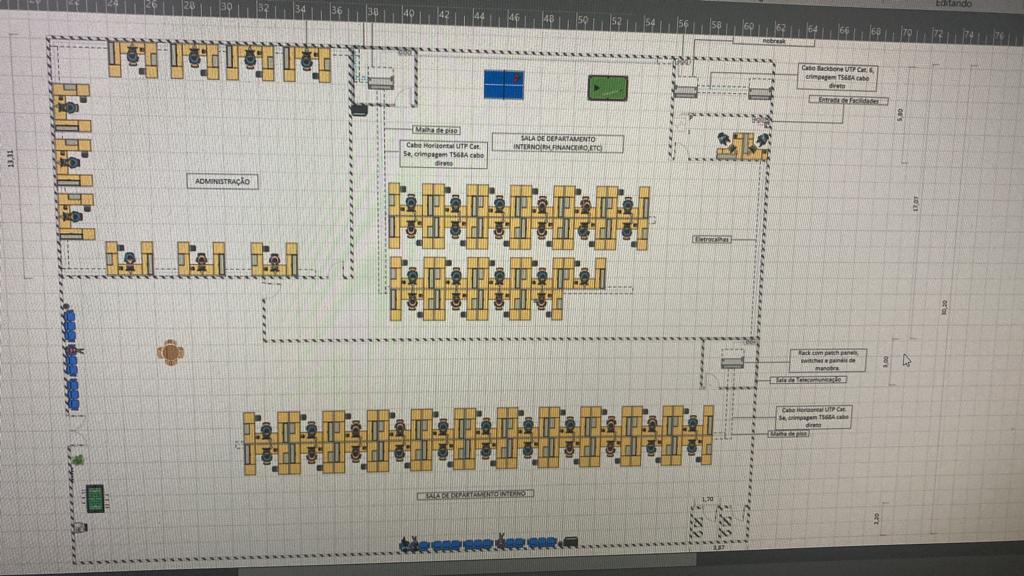 Editando
22 24 26 28 30 32 34 36 38 40 42 44 46 48 50 52 54 56 58 60 62 64 66 68 70 72 74 76
nobreak
Cabo Backbone UTP Cat. 6,
crimpagem T568A cabo
direto
Entrada de Facilidades
5,80
Malha de piso
SALA DE DEPARTAMENTO
INTERNO(RH,FINANCEIRO,ETC)
Cabo Horizontal UTP Cat.
5e, crimpagem T568A cabo
direto
13,31
ADMINISTRAÇÃO
17,07
Eletrocalhas
30,20
Rack com patch panels,
switches e painéis de
manobra.
3,00
Sala de Telecomunicação
Cabo Horizontal UTP Cat.
5e, crimpagem T568A cabo
direto
Malha de piso
SALA DE DEPARTAMENTO INTERNO
1,70
3,20
3,87